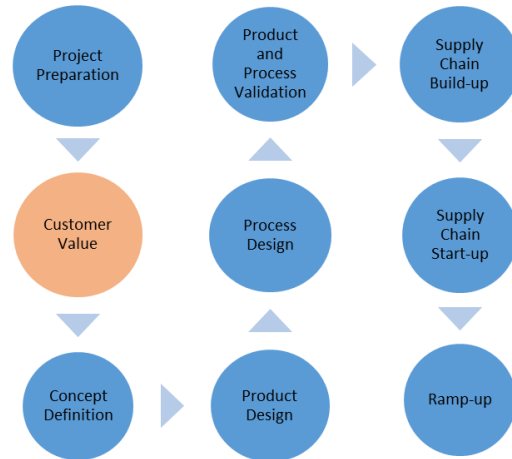 Project
Preparation
Customer
Value
Concept
Definition
Product
Design
Process
Design
Product
and
Process
Validation
Supply
Chain
Build-up
Supply
Chain
Start-up
Ramp-up